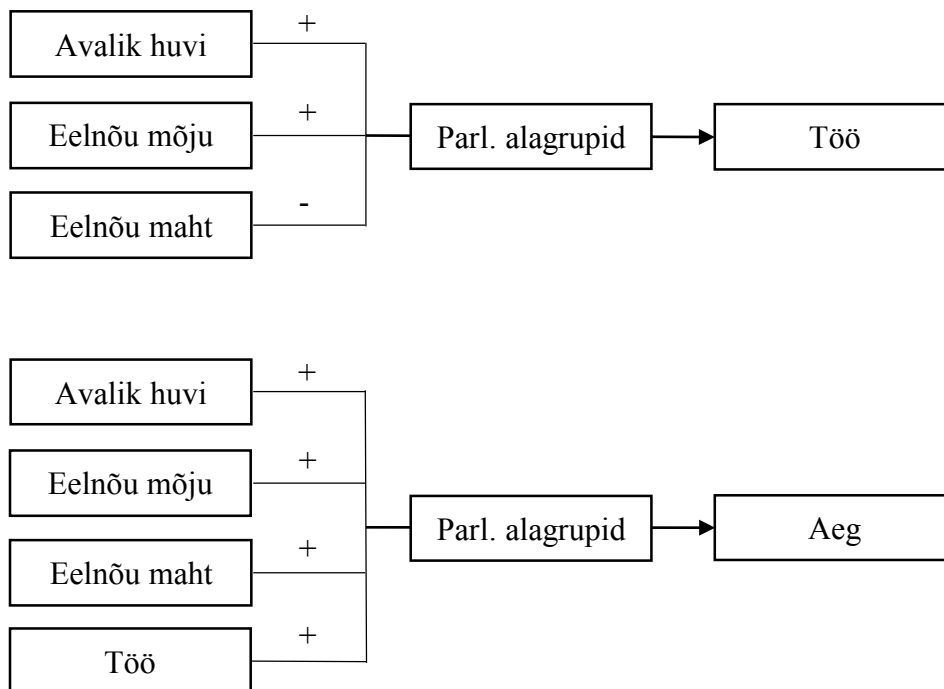 +
Avalik huvi
+
Eelnõu mõju
Parl. alagrupid
Töö
-
Eelnõu maht
+
Avalik huvi
+
Eelnõu mõju
Parl. alagrupid
Aeg
+
Eelnõu maht
+
Töö